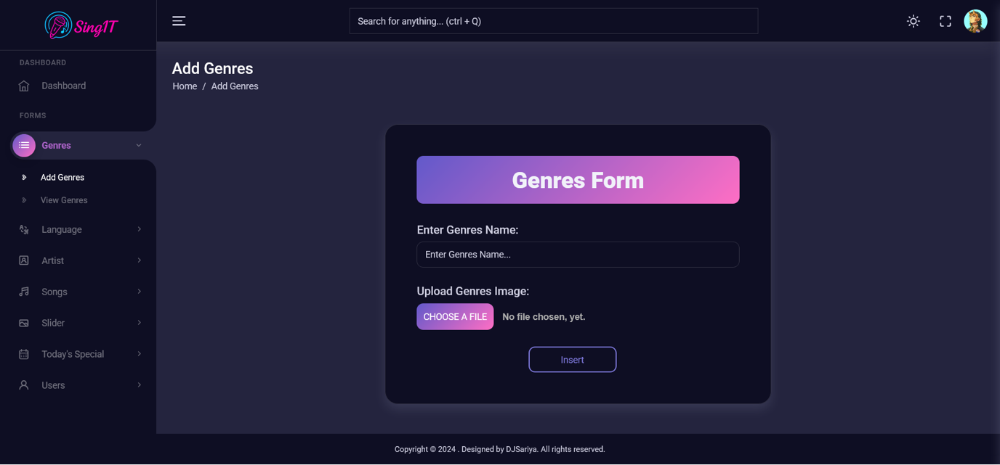 SingIT
Search for anything... (ctrl + Q)
DASHBOARD
Dashboard
FORMS
Genres
Add Genres
View Genres
Language
Artist
Songs
Slider
Today's Special
Users
Add Genres
Home / Add Genres
Genres Form
Enter Genres Name:
Enter Genres Name...
Upload Genres Image:
CHOOSE A FILE No file chosen, yet.
Insert
Copyright © 2024 . Designed by DJSariya. All rights reserved.